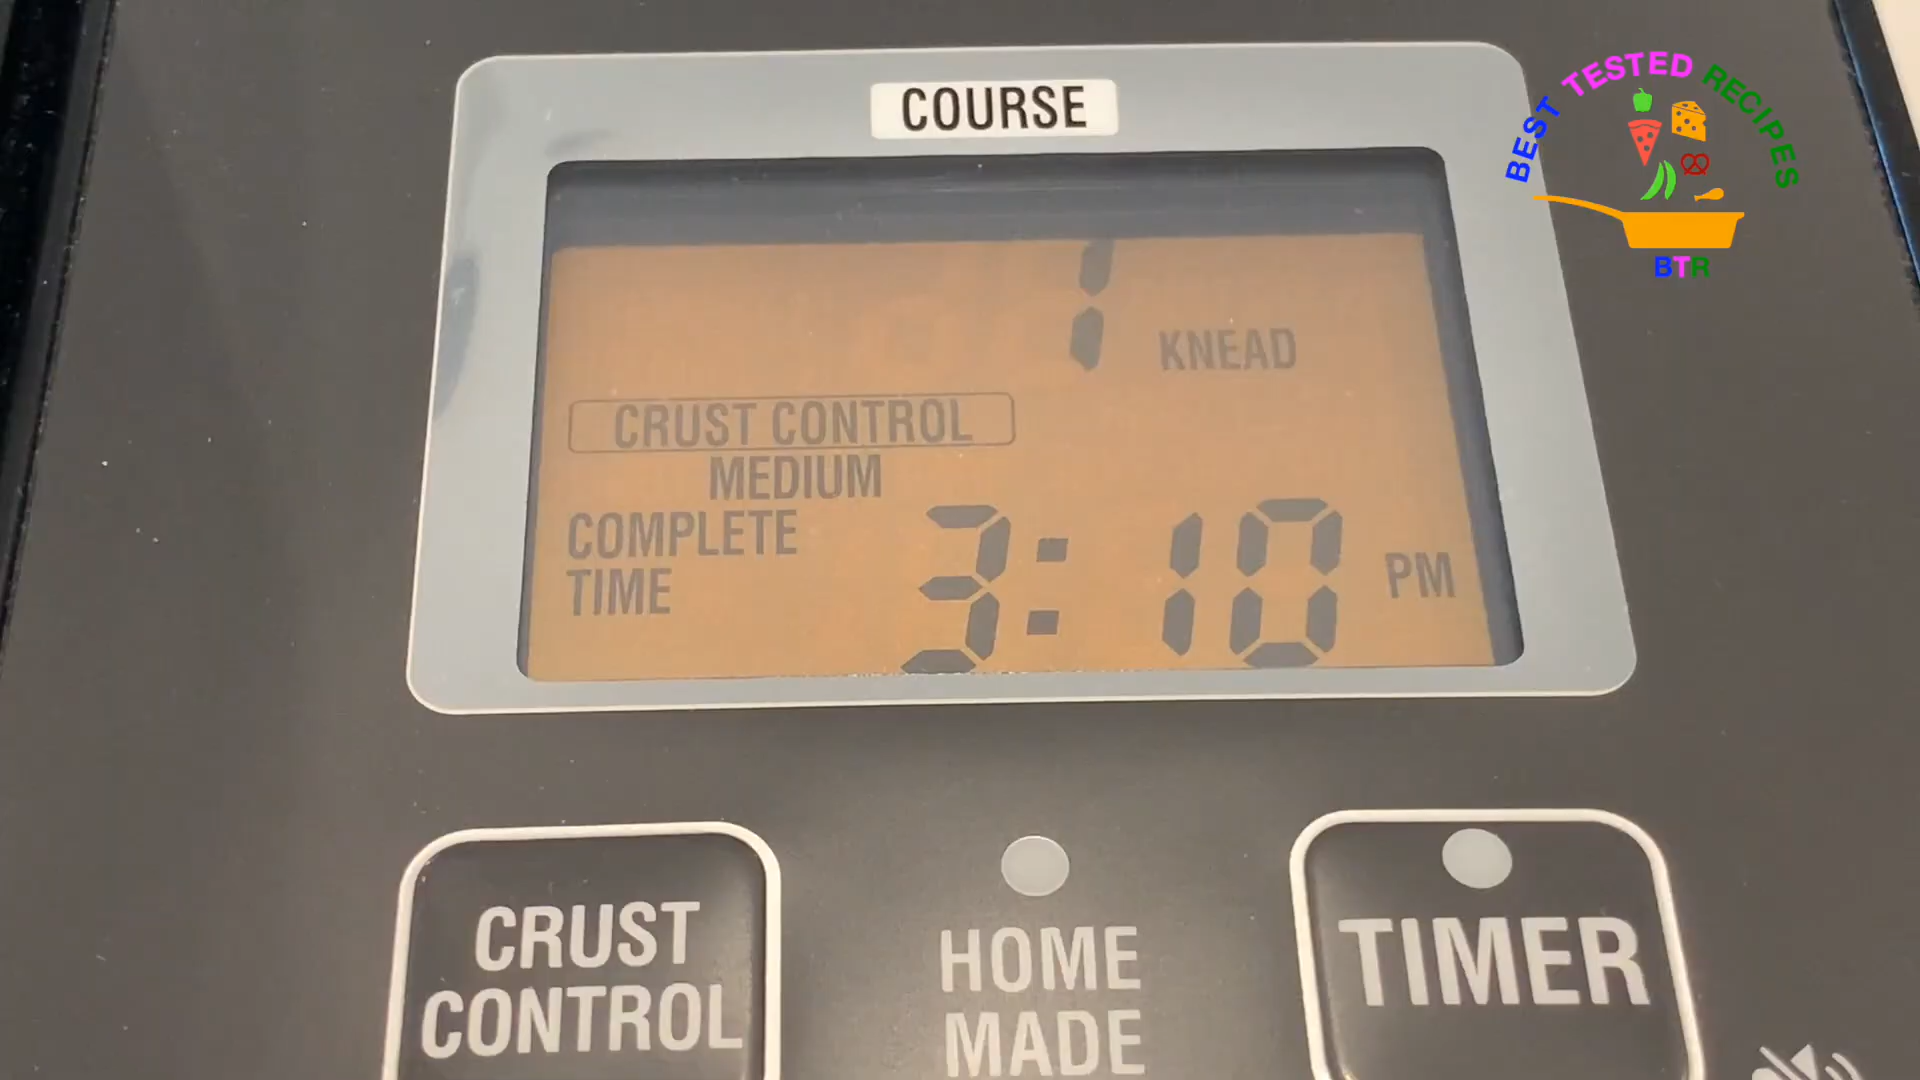 COURSE
BEST TESTED RECIPES
BTR
1 KNEAD
CRUST CONTROL
MEDIUM
COMPLETE
TIME
3:10 PM
CRUST
CONTROL
HOME
MADE
TIMER